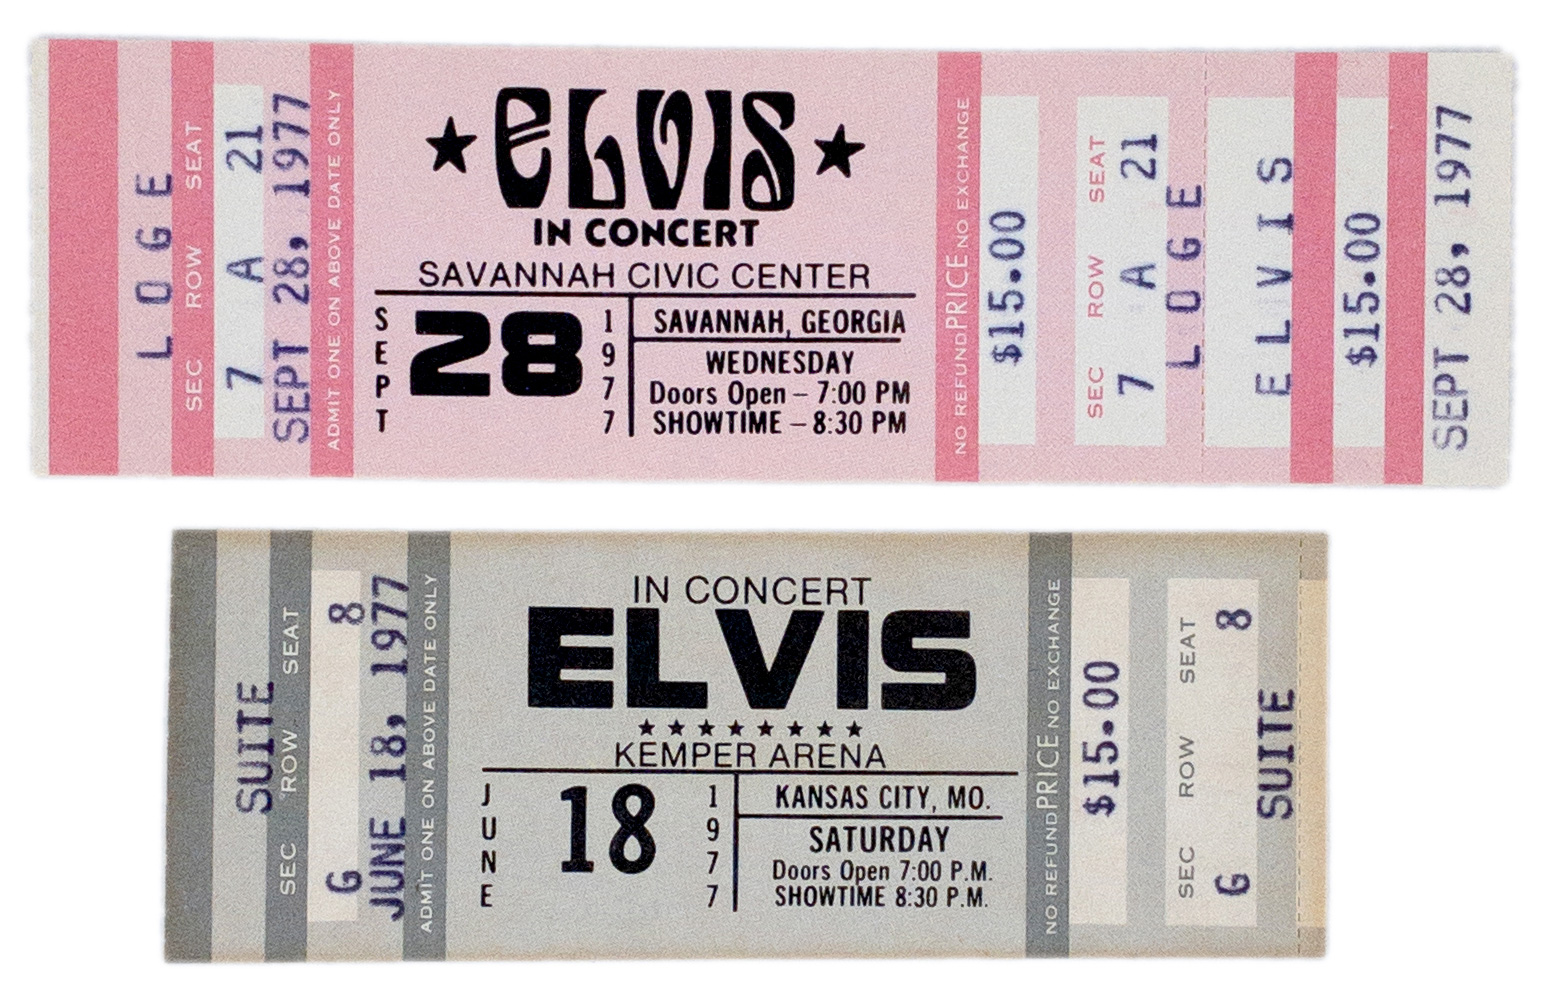 LOGE
SEC ROW SEAT
7 A 21
SEPT 28, 1977
ADMIT ONE ON ABOVE DATE ONLY
★ ELVIS ★
IN CONCERT
SAVANNAH CIVIC CENTER
SEPT 28 1977
SAVANNAH, GEORGIA
WEDNESDAY
Doors Open – 7:00 PM
SHOWTIME – 8:30 PM
NO REFUND PRICE NO EXCHANGE
$15.00
SEC ROW SEAT
7 A 21
LOGE
ELVIS
$15.00
SEPT 28, 1977
SUITE
SEC ROW SEAT
G 8
JUNE 18, 1977
ADMIT ONE ON ABOVE DATE ONLY
IN CONCERT
ELVIS
★ ★ ★ ★ ★ ★ ★ ★
KEMPER ARENA
JUNE 18 1977
KANSAS CITY, MO.
SATURDAY
Doors Open 7:00 P.M.
SHOWTIME 8:30 P.M.
NO REFUND PRICE NO EXCHANGE
$15.00
SEC ROW SEAT
G 8
SUITE